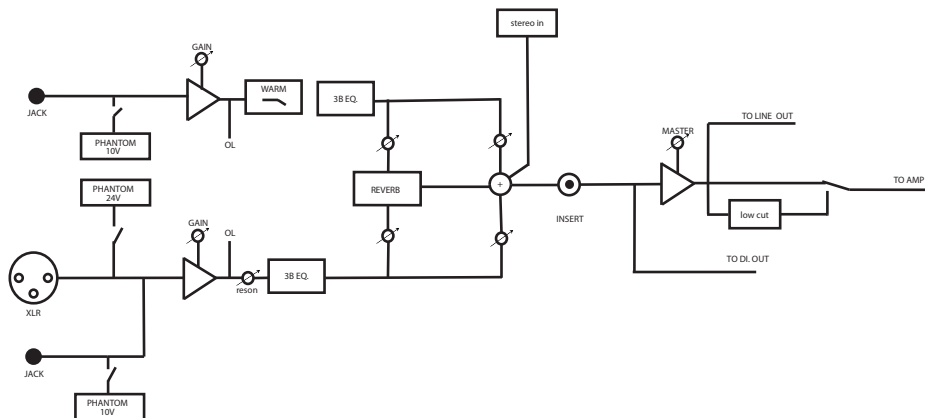 stereo in
GAIN
WARM
3B EQ.
JACK
PHANTOM
10V
OL
TO LINE OUT
MASTER
PHANTOM
24V
REVERB
+
TO AMP
INSERT
low cut
GAIN
OL
TO DI. OUT
3B EQ.
reson
XLR
JACK
PHANTOM
10V